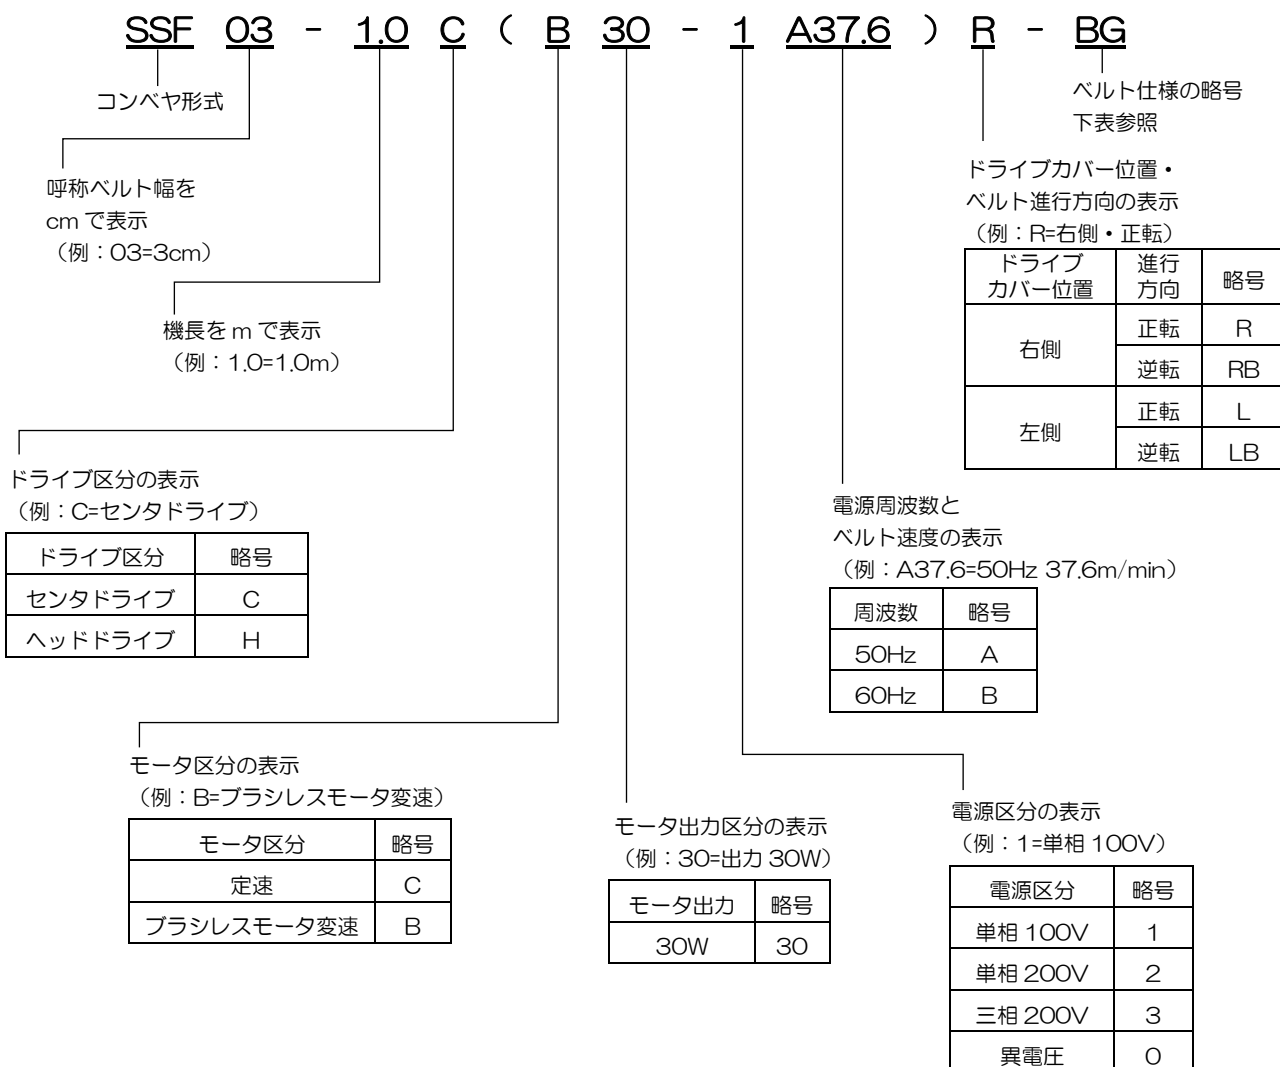 SSF 03 - 1.0 C ( B 30 - 1 A37.6 ) R - BG
コンベヤ形式
ベルト仕様の略号
下表参照
呼称ベルト幅を
cm で表示
（例：03=3cm）
ドライブカバー位置・
ベルト進行方向の表示
（例：R=右側・正転）
ドライブ
カバー位置
進行
方向
略号
右側
正転 R
逆転 RB
左側
正転 L
逆転 LB
機長を m で表示
（例：1.0=1.0m）
ドライブ区分の表示
（例：C=センタドライブ）
ドライブ区分 略号
センタドライブ C
ヘッドドライブ H
電源周波数と
ベルト速度の表示
（例：A37.6=50Hz 37.6m/min）
周波数 略号
50Hz A
60Hz B
モータ区分の表示
（例：B=ブラシレスモータ変速）
モータ区分 略号
定速 C
ブラシレスモータ変速 B
モータ出力区分の表示
（例：30=出力 30W）
モータ出力 略号
30W 30
電源区分の表示
（例：1=単相 100V）
電源区分 略号
単相 100V 1
単相 200V 2
三相 200V 3
異電圧 0